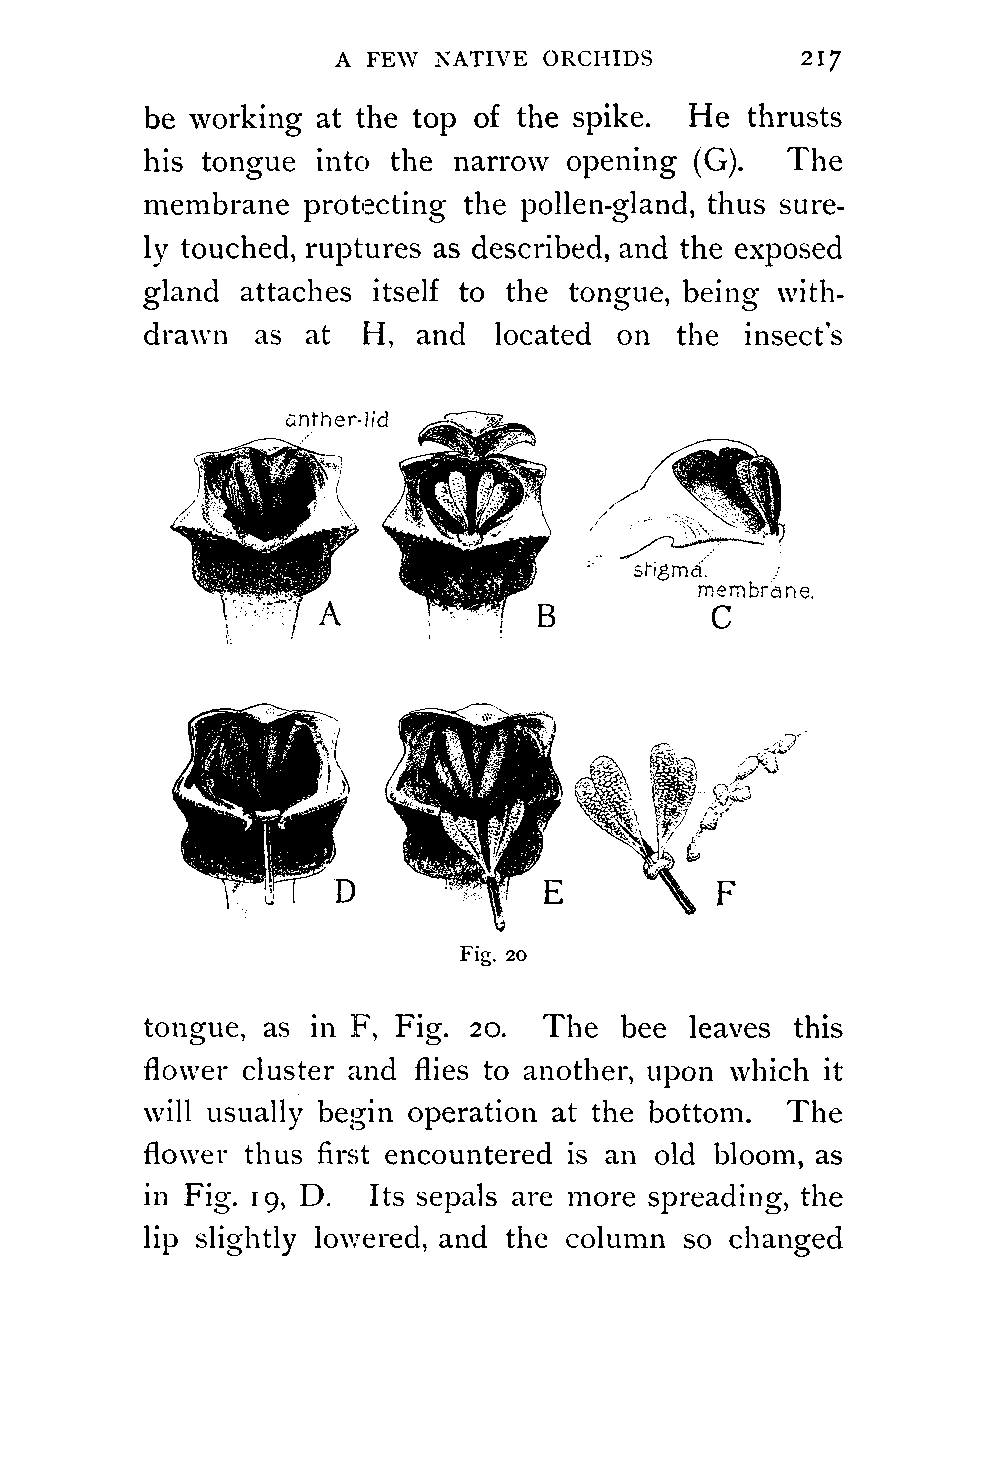 A FEW NATIVE ORCHIDS 217
be working at the top of the spike. He thrusts
his tongue into the narrow opening (G). The
membrane protecting the pollen-gland, thus sure-
ly touched, ruptures as described, and the exposed
gland attaches itself to the tongue, being with-
drawn as at H, and located on the insect's
anther-lid
stigma.
membrane.
A B C
D E F
Fig. 20
tongue, as in F, Fig. 20. The bee leaves this
flower cluster and flies to another, upon which it
will usually begin operation at the bottom. The
flower thus first encountered is an old bloom, as
in Fig. 19, D. Its sepals are more spreading, the
lip slightly lowered, and the column so changed